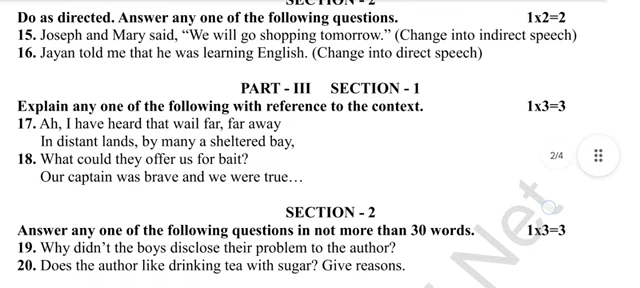 SECTION - 2
Do as directed. Answer any one of the following questions. 1x2=2
15. Joseph and Mary said, “We will go shopping tomorrow.” (Change into indirect speech)
16. Jayan told me that he was learning English. (Change into direct speech)
PART - III SECTION - 1
Explain any one of the following with reference to the context. 1x3=3
17. Ah, I have heard that wail far, far away
In distant lands, by many a sheltered bay,
18. What could they offer us for bait?
2/4
Our captain was brave and we were true…
SECTION - 2
Answer any one of the following questions in not more than 30 words. 1x3=3
19. Why didn’t the boys disclose their problem to the author?
20. Does the author like drinking tea with sugar? Give reasons.
Net